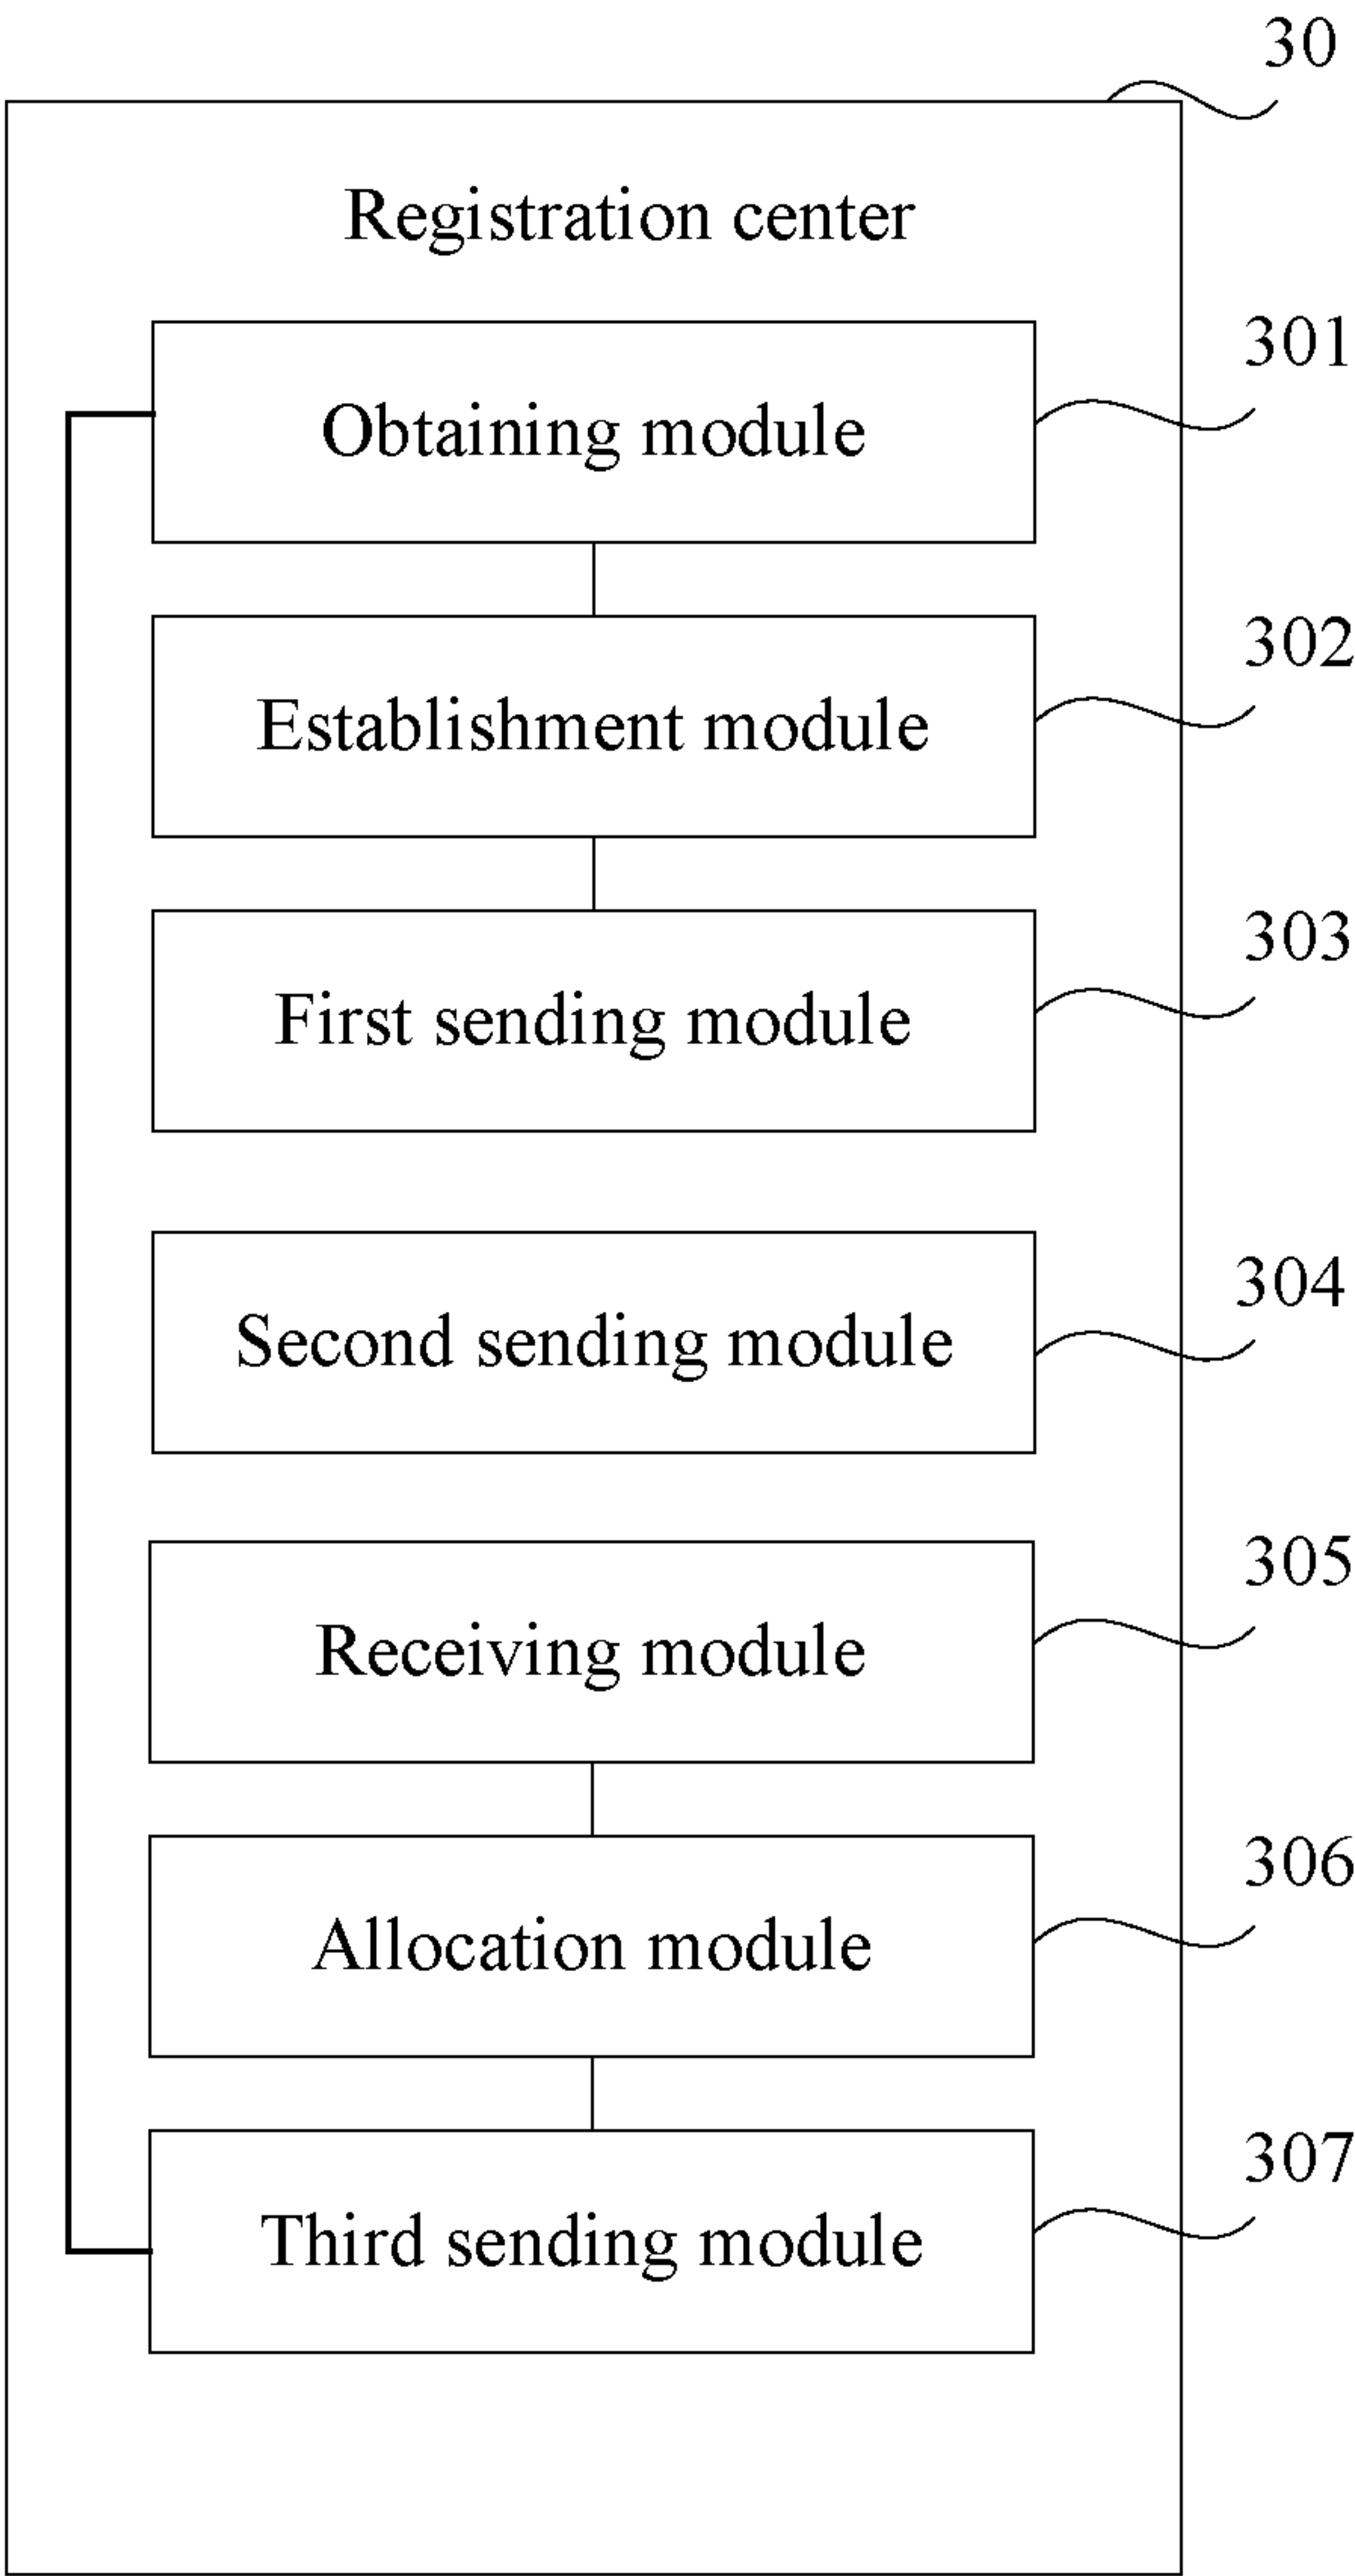 30
Registration center
301
Obtaining module
302
Establishment module
303
First sending module
304
Second sending module
305
Receiving module
306
Allocation module
307
Third sending module